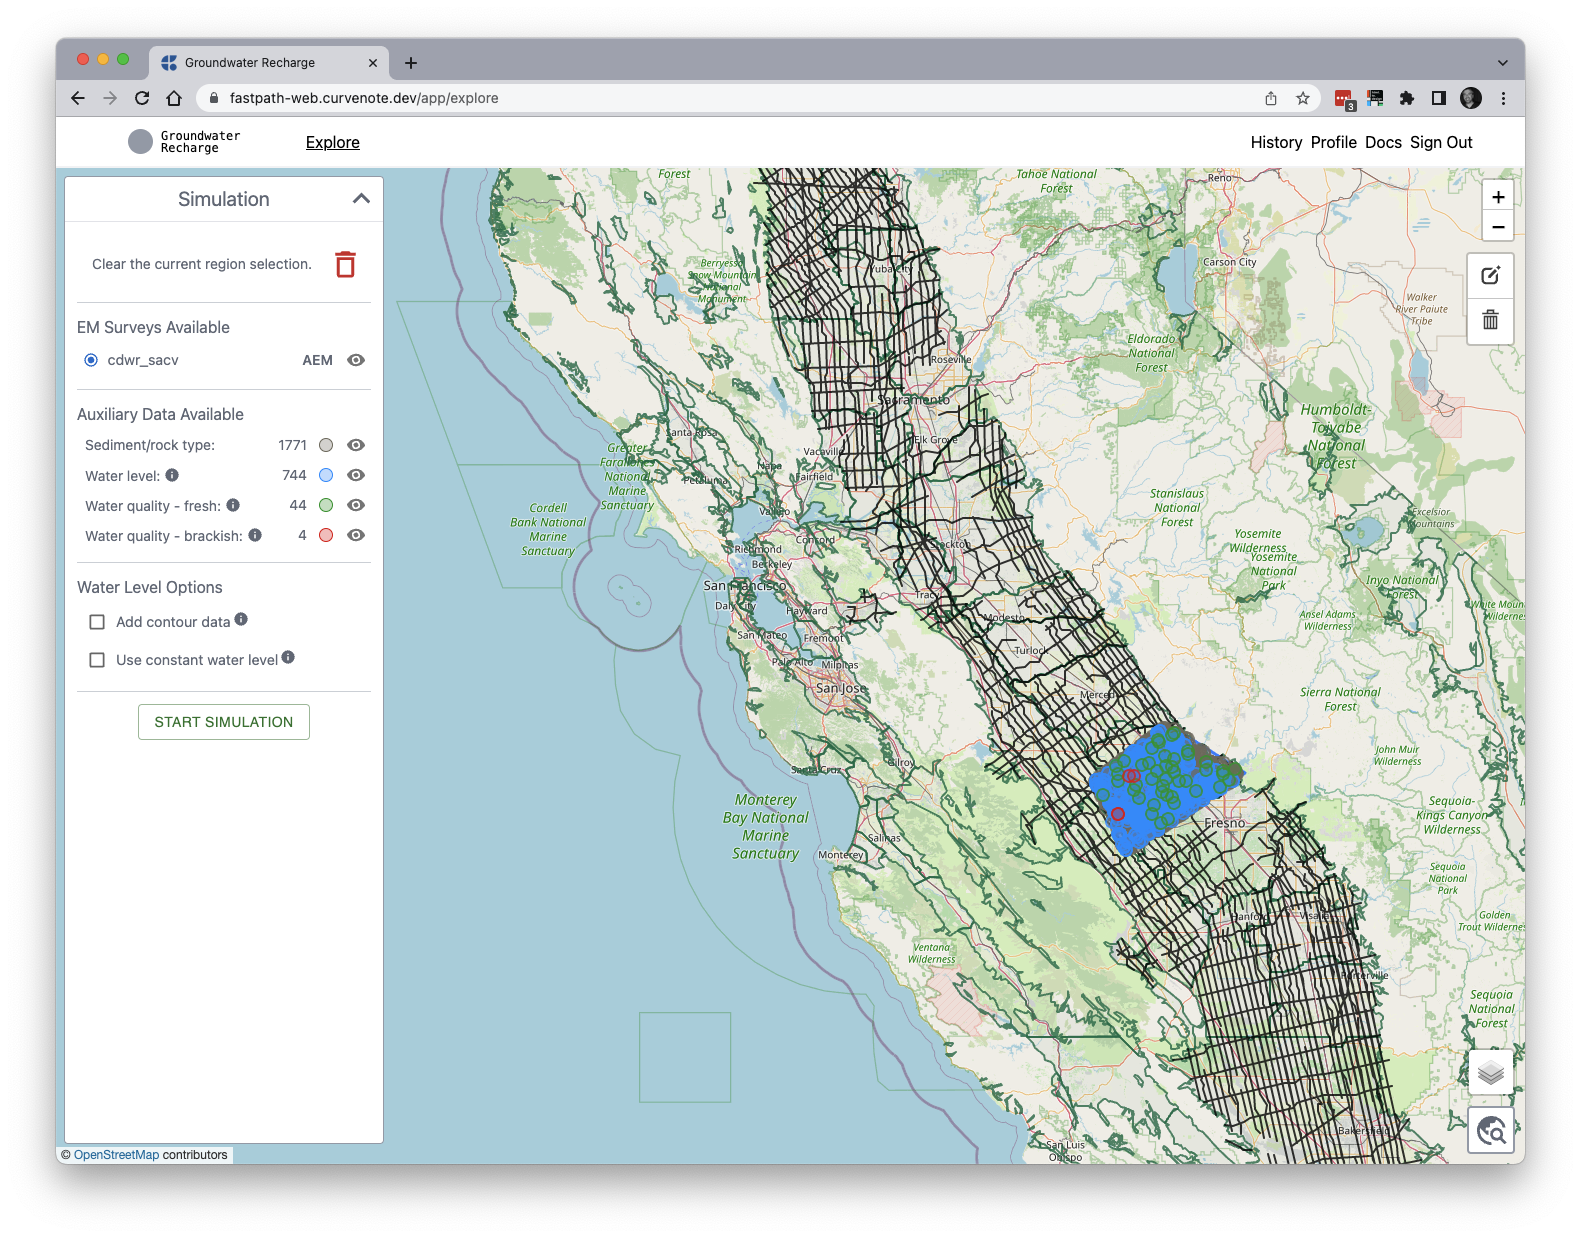 Groundwater Recharge
fastpath-web.curvenote.dev/app/explore
3
Groundwater
Recharge
Explore
History Profile Docs Sign Out
Simulation
Clear the current region selection.
EM Surveys Available
cdwr_sacv AEM
Auxiliary Data Available
Sediment/rock type: 1771
Water level: 744
Water quality - fresh: 44
Water quality - brackish: 4
Water Level Options
Add contour data
Use constant water level
START SIMULATION
© OpenStreetMap contributors
+
−
Forest
Tahoe National
Forest
Reno
Carson City
Berryessa
Snow Mountain
National
Monument
Yuba City
Walker
River Paiute
Tribe
Eldorado
National
Forest
Roseville
Sacramento
Humboldt-
Toiyabe
National
Forest
Santa Rosa
Elk Grove
Vacaville
Greater
Farallones
National
Marine
Sanctuary
Napa
Fairfield
Petaluma
Cordell
Bank National
Marine
Sanctuary
Vallejo
Stanislaus
National
Forest
Excelsior
Mountains
Concord
Stockton
Richmond
Berkeley
Yosemite
Wilderness
Yosemite
National
Park
Inyo National
Forest
San Francisco
Daly City
Hayward
Tracy
Modesto
Ansel Adams
Wilderness
White Moun
Wildernes
San Mateo
Fremont
Turlock
Palo Alto
Milpitas
San Jose
Merced
Sierra National
Forest
John Muir
Wilderness
Gilroy
Santa Cruz
Monterey
Bay National
Marine
Sanctuary
Salinas
Monterey
Fresno
Sequoia-
Kings Canyon
Wilderness
Sequoia
National
Park
Hanford
Visalia
Golden
Trout Wildernes
Ventana
Wilderness
Porterville
Sequoia
National
Forest
Bakersfield
San Luis
Obispo